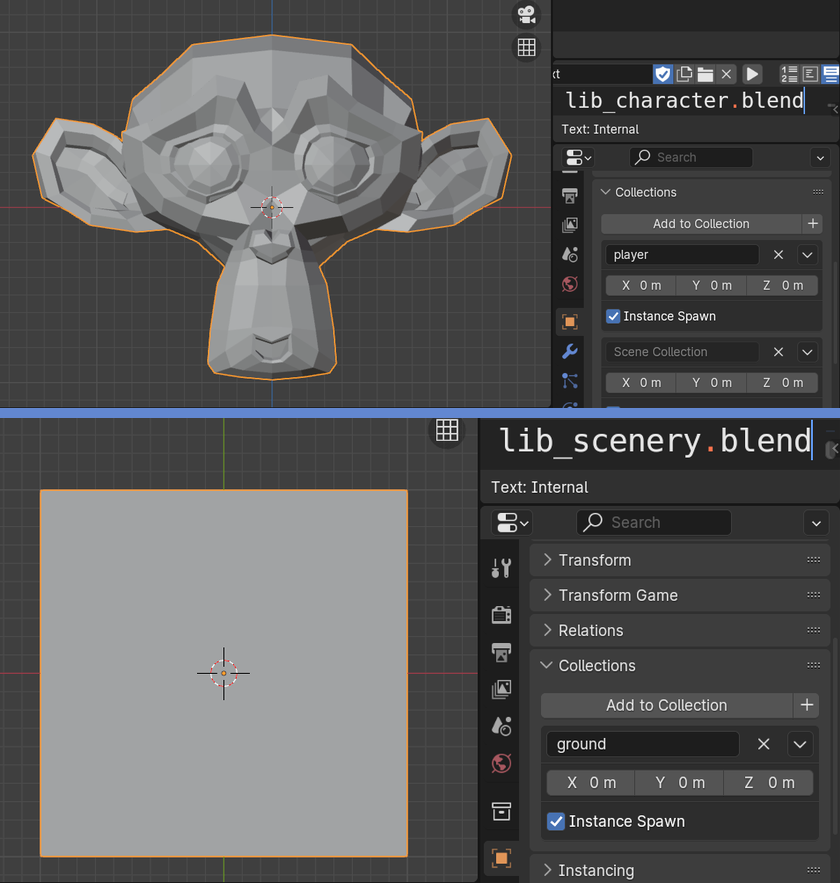 xt
lib_character.blend
Text: Internal
Search
Collections
Add to Collection
player
X 0 m Y 0 m Z 0 m
Instance Spawn
Scene Collection
X 0 m Y 0 m Z 0 m
lib_scenery.blend
Text: Internal
Search
Transform
Transform Game
Relations
Collections
Add to Collection
ground
X 0 m Y 0 m Z 0 m
Instance Spawn
Instancing